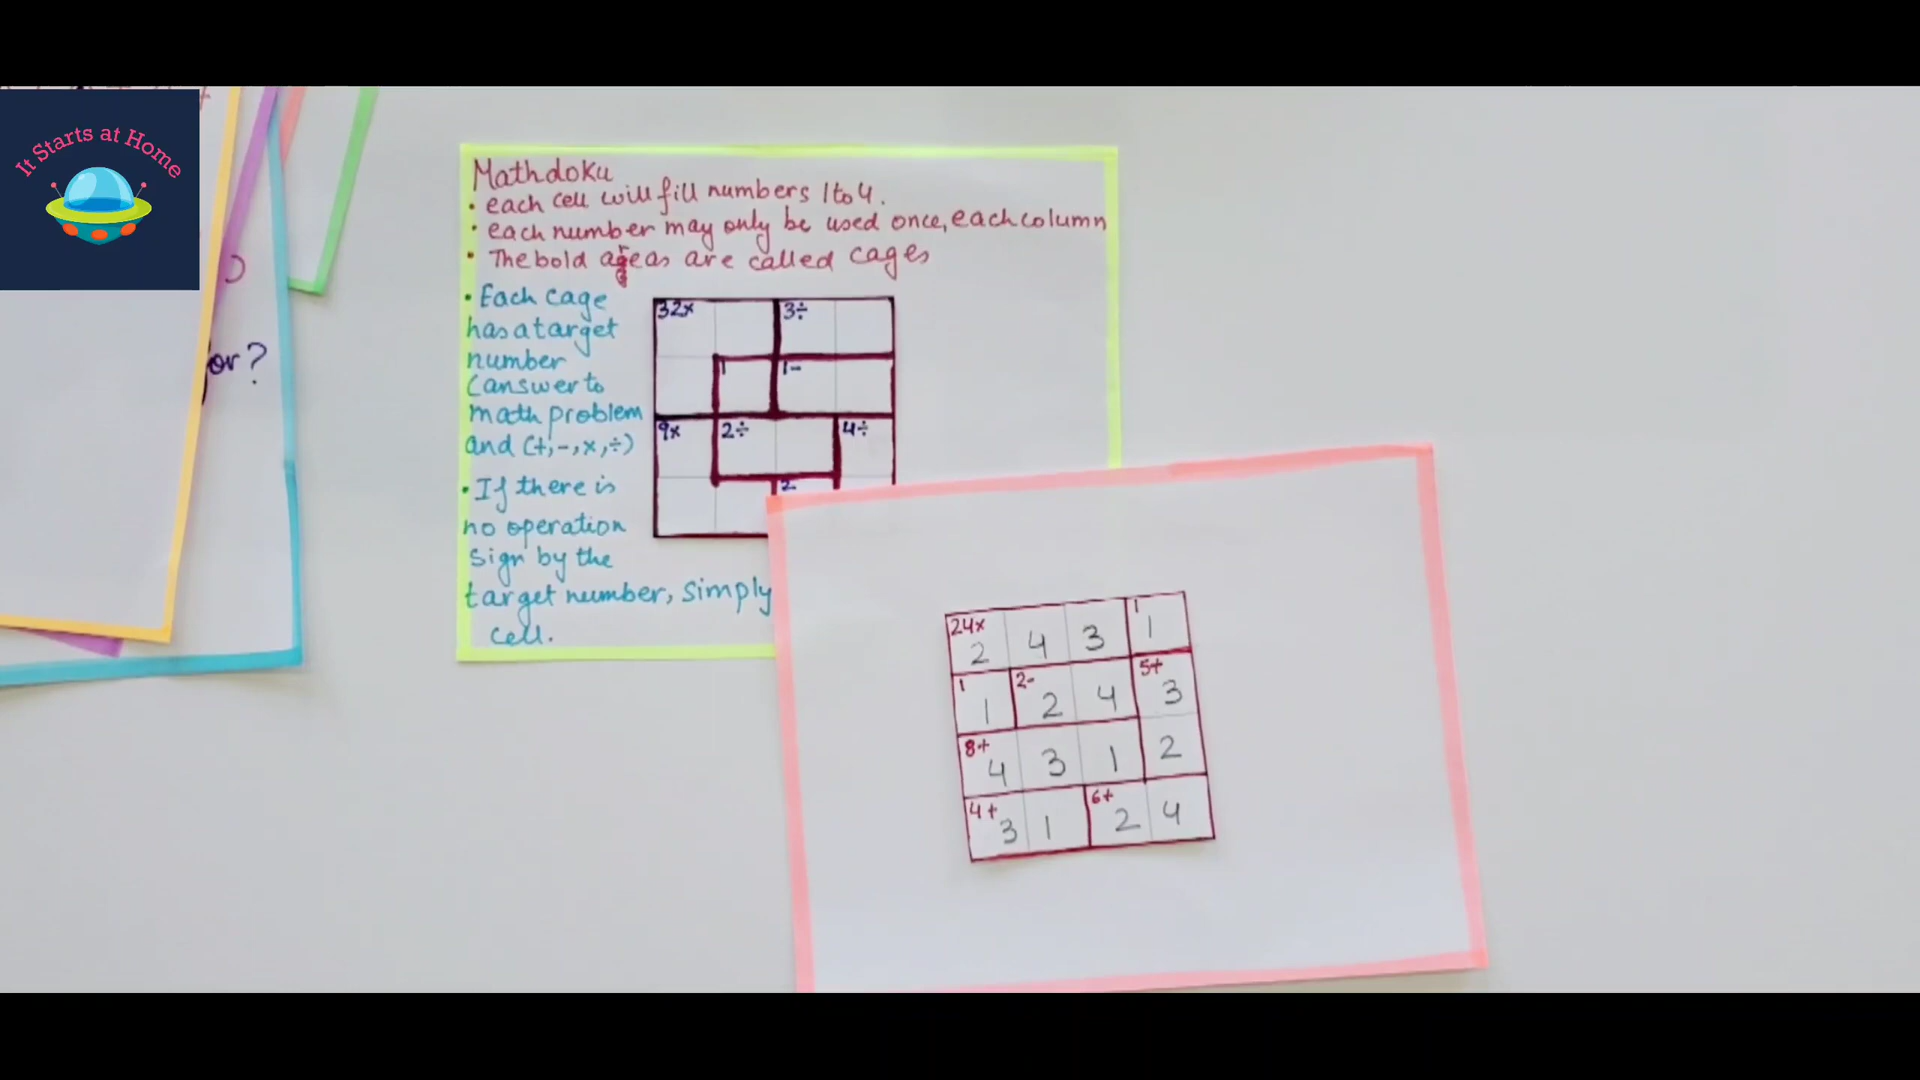 It Starts at Home
or?
Mathdoku
• each cell will fill numbers 1 to 4.
• each number may only be used once, each column
• The bold areas are called cages
• Each cage
has a target
number
(answer to
math problem
and (+, -, x, ÷)
• If there is
no operation
sign by the
target number, simply
cell.
32x 3÷
1 1-
9x 2÷ 4÷
2
24x 1
2 4 3 1
1 2- 5+
1 2 4 3
8+
4 3 1 2
4+ 6+
3 1 2 4